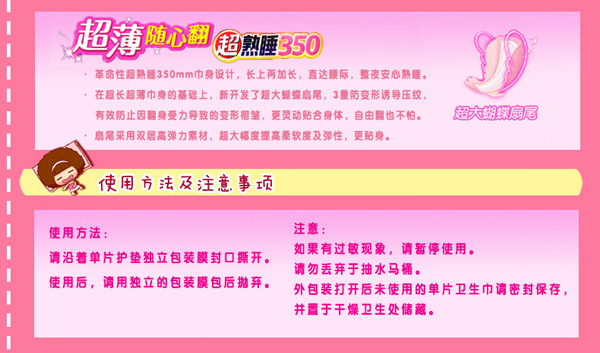 超薄随心翻 超熟睡350
· 革命性超熟睡350mm巾身设计，长上再加长，直达腰际，整夜安心熟睡。
· 在超长超薄巾身的基础上，新开发了超大蝴蝶扇尾，3重防变形诱导压纹，
有效防止因翻身受力导致的变形褶皱，更灵动贴合身体，自由翻也不怕。
· 扇尾采用双层高弹力素材，超大幅度提高柔软度及弹性，更贴身。
超大蝴蝶扇尾
使用方法及注意事项
使用方法：
请沿着单片护垫独立包装膜封口撕开。
使用后，请用独立的包装膜包后抛弃。
注意：
如果有过敏现象，请暂停使用。
请勿丢弃于抽水马桶。
外包装打开后未使用的单片卫生巾请密封保存，
并置于干燥卫生处储藏。